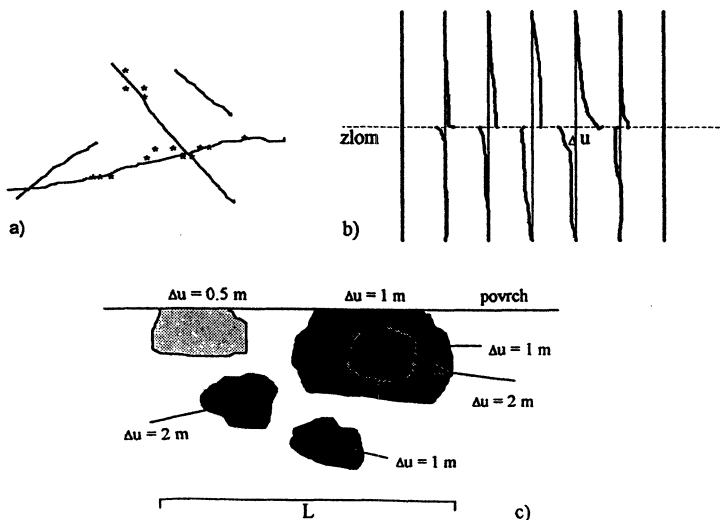 a)
zlom
Δu
b)
Δu = 0.5 m
Δu = 1 m
povrch
Δu = 1 m
Δu = 2 m
Δu = 2 m
Δu = 1 m
L
c)